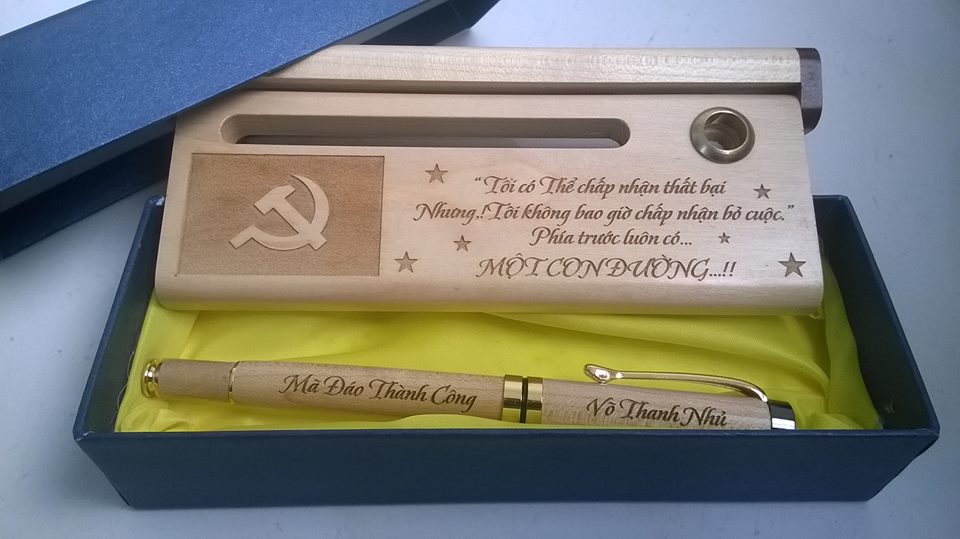 “Tôi có Thể chấp nhận thất bại
Nhưng.!Tôi không bao giờ chấp nhận bỏ cuộc.”
Phía trước luôn có...
MỘT CON ĐƯỜNG...!!
Mã Đáo Thành Công
Võ Thanh Nhủ